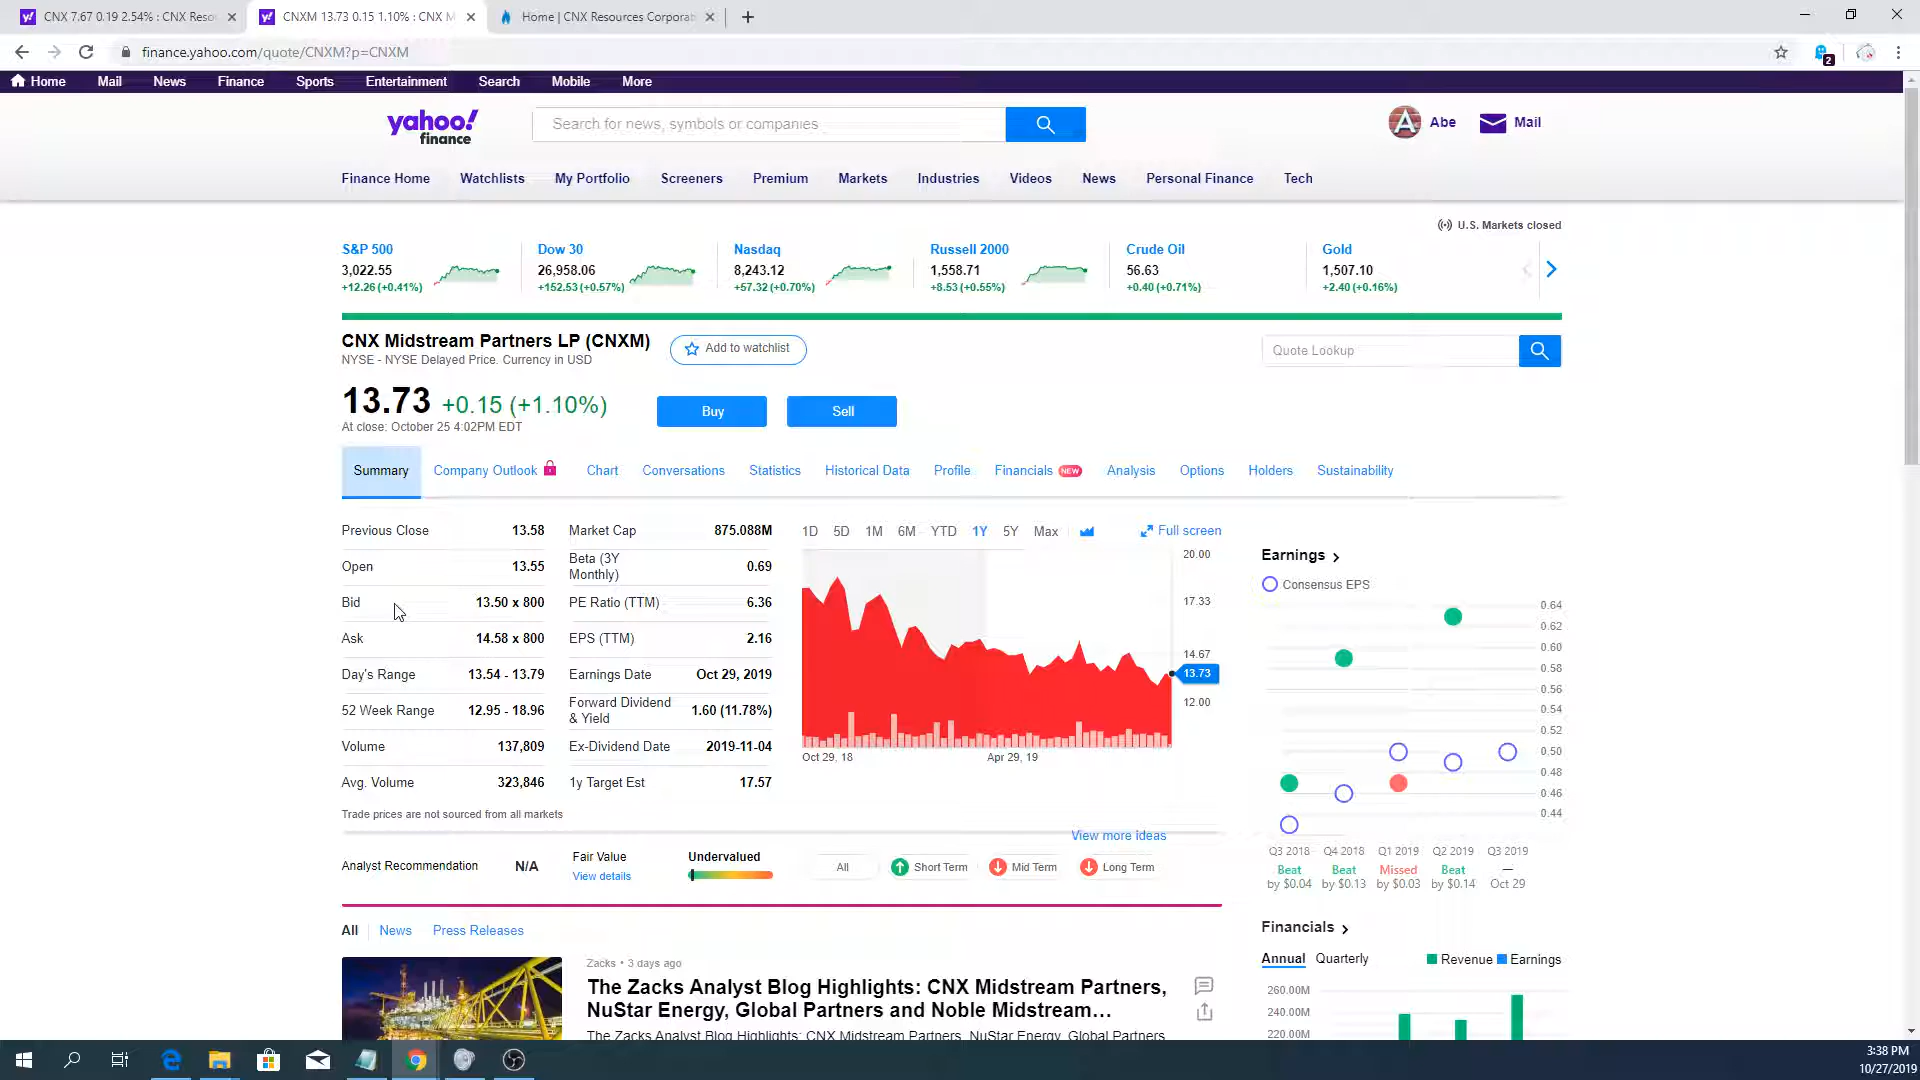 CNX 7.67 0.19 2.54% : CNX Reso
CNXM 13.73 0.15 1.10% : CNX M
Home | CNX Resources Corporat
finance.yahoo.com/quote/CNXM?p=CNXM
2
Home Mail News Finance Sports Entertainment Search Mobile More
yahoo!
finance
Search for news, symbols or companies
Abe
Mail
Finance Home Watchlists My Portfolio Screeners Premium Markets Industries Videos News Personal Finance Tech
U.S. Markets closed
S&P 500
3,022.55
+12.26 (+0.41%)
Dow 30
26,958.06
+152.53 (+0.57%)
Nasdaq
8,243.12
+57.32 (+0.70%)
Russell 2000
1,558.71
+8.53 (+0.55%)
Crude Oil
56.63
+0.40 (+0.71%)
Gold
1,507.10
+2.40 (+0.16%)
CNX Midstream Partners LP (CNXM)
NYSE - NYSE Delayed Price. Currency in USD
Add to watchlist
Quote Lookup
13.73 +0.15 (+1.10%)
At close: October 25 4:02PM EDT
Buy
Sell
Summary Company Outlook Chart Conversations Statistics Historical Data Profile Financials NEW Analysis Options Holders Sustainability
Previous Close 13.58
Open 13.55
Bid 13.50 x 800
Ask 14.58 x 800
Day's Range 13.54 - 13.79
52 Week Range 12.95 - 18.96
Volume 137,809
Avg. Volume 323,846
Market Cap 875.088M
Beta (3Y
Monthly) 0.69
PE Ratio (TTM) 6.36
EPS (TTM) 2.16
Earnings Date Oct 29, 2019
Forward Dividend
& Yield 1.60 (11.78%)
Ex-Dividend Date 2019-11-04
1y Target Est 17.57
Trade prices are not sourced from all markets
1D 5D 1M 6M YTD 1Y 5Y Max
Full screen
20.00
17.33
14.67
13.73
12.00
Oct 29, 18
Apr 29, 19
View more ideas
Analyst Recommendation N/A
Fair Value
View details
Undervalued
All Short Term Mid Term Long Term
Earnings
Consensus EPS
0.64
0.62
0.60
0.58
0.56
0.54
0.52
0.50
0.48
0.46
0.44
Q3 2018 Q4 2018 Q1 2019 Q2 2019 Q3 2019
Beat Beat Missed Beat —
by $0.04 by $0.13 by $0.03 by $0.14 Oct 29
All News Press Releases
Zacks • 3 days ago
The Zacks Analyst Blog Highlights: CNX Midstream Partners,
NuStar Energy, Global Partners and Noble Midstream...
The Zacks Analyst Blog Highlights: CNX Midstream Partners, NuStar Energy, Global Partners
Financials
Annual Quarterly
Revenue Earnings
260.00M
240.00M
220.00M
3:38 PM
10/27/2019